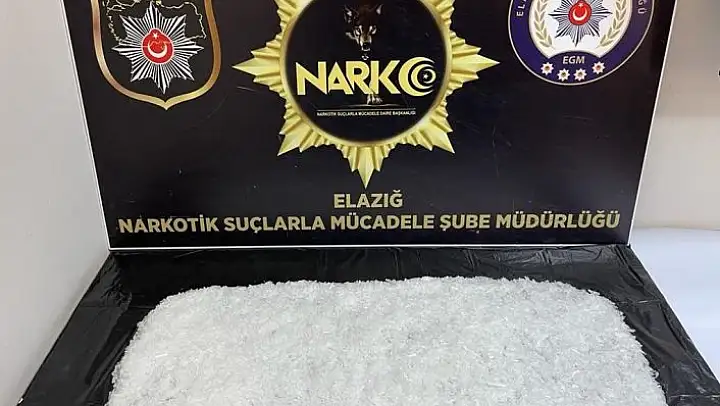 NARKO
NARKOTİK SUÇLARLA MÜCADELE DAİRE BAŞKANLIĞI
EGM
ELAZIĞ
NARKOTİK SUÇLARLA MÜCADELE ŞUBE MÜDÜRLÜĞÜ